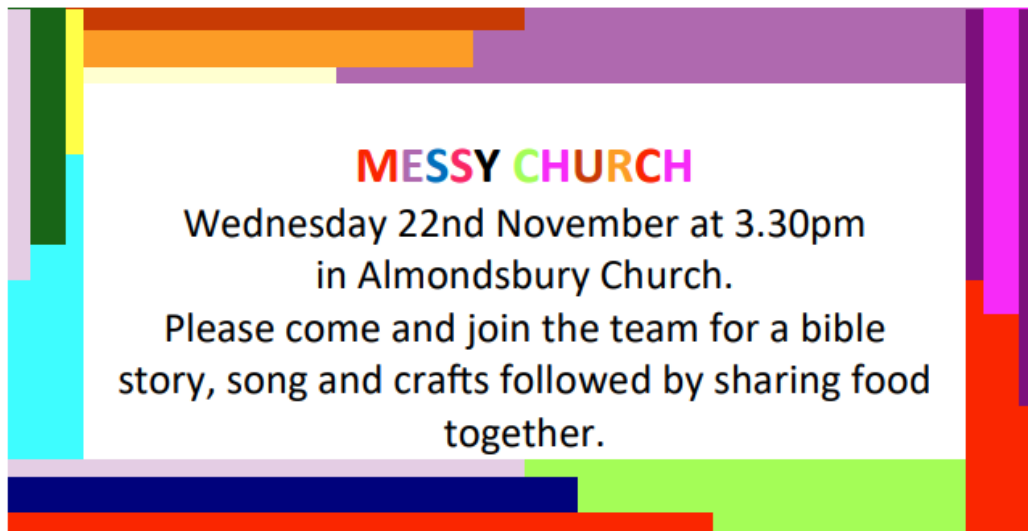 MESSY CHURCH
Wednesday 22nd November at 3.30pm
in Almondsbury Church.
Please come and join the team for a bible
story, song and crafts followed by sharing food
together.